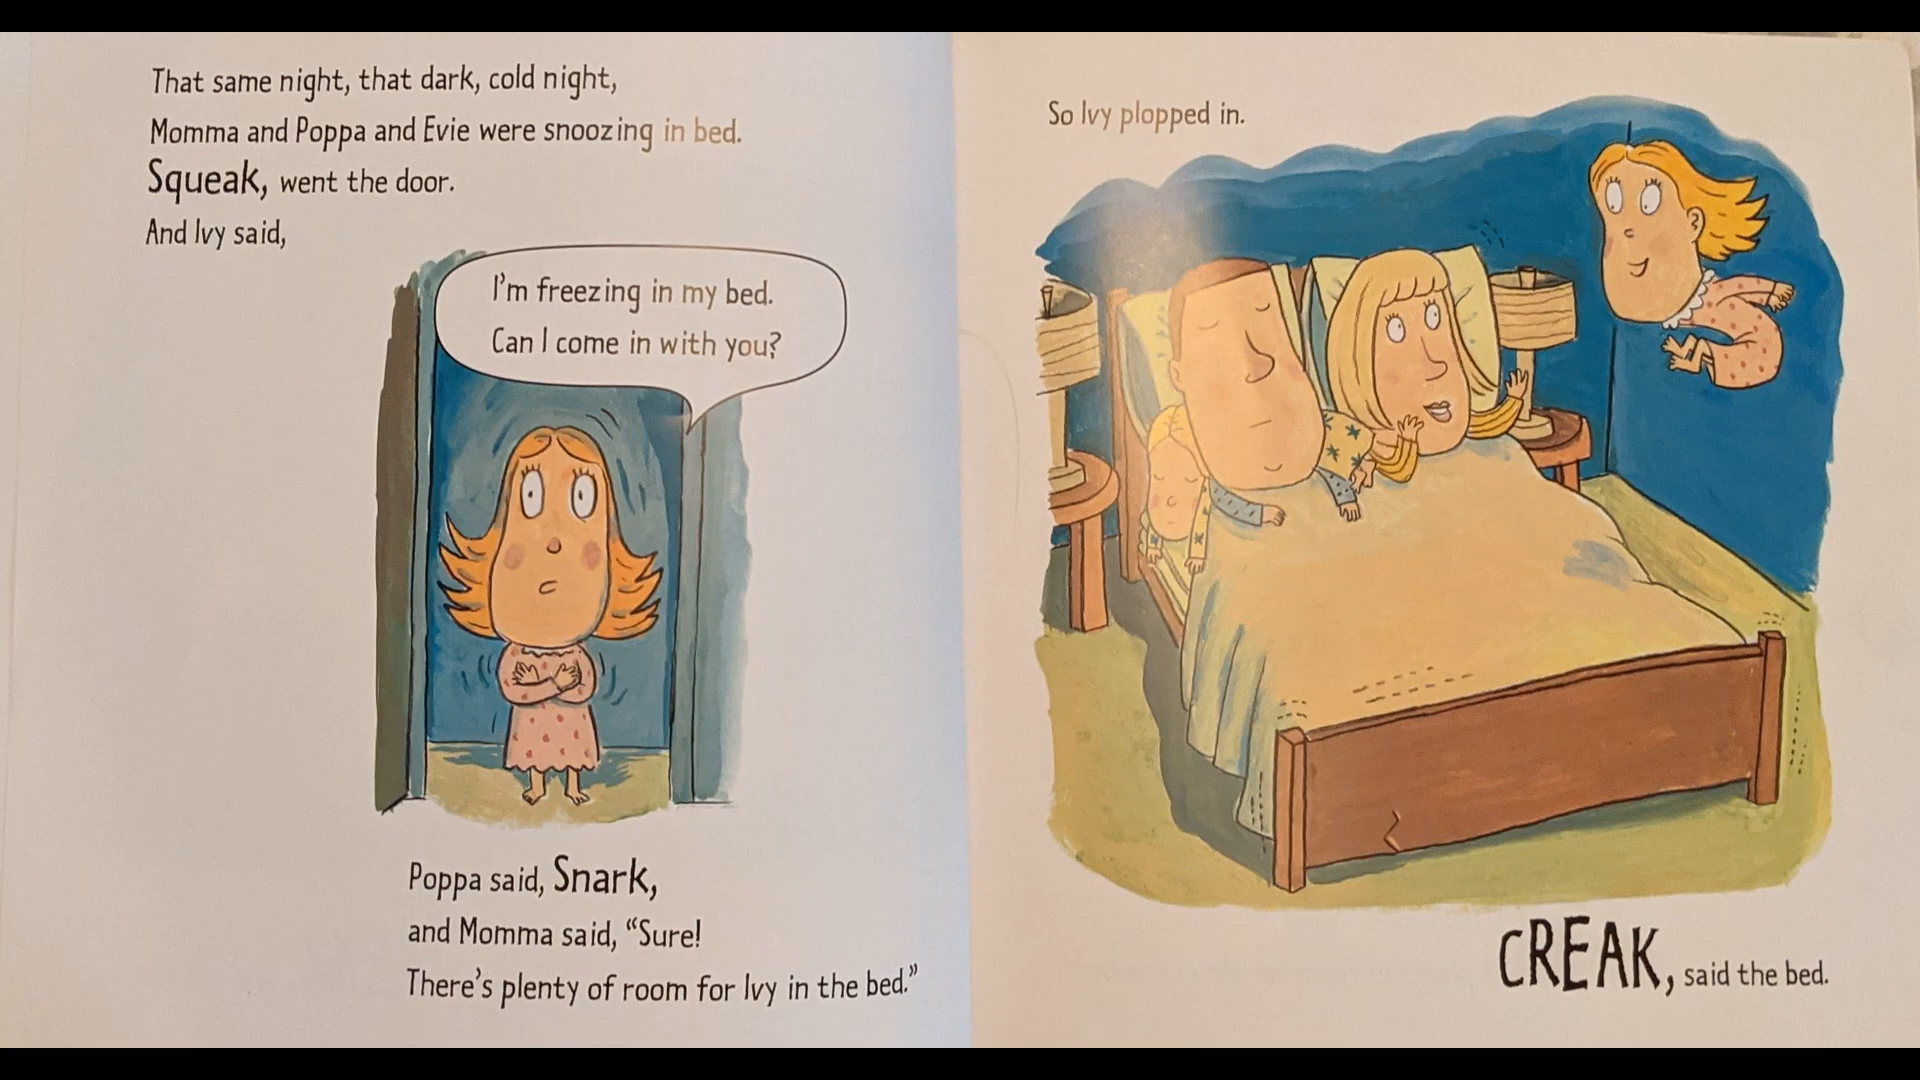 That same night, that dark, cold night,
Momma and Poppa and Evie were snoozing in bed.
Squeak, went the door.
And Ivy said,
I'm freezing in my bed.
Can I come in with you?
Poppa said, Snark,
and Momma said, “Sure!
There's plenty of room for Ivy in the bed.”
So Ivy plopped in.
CREAK, said the bed.